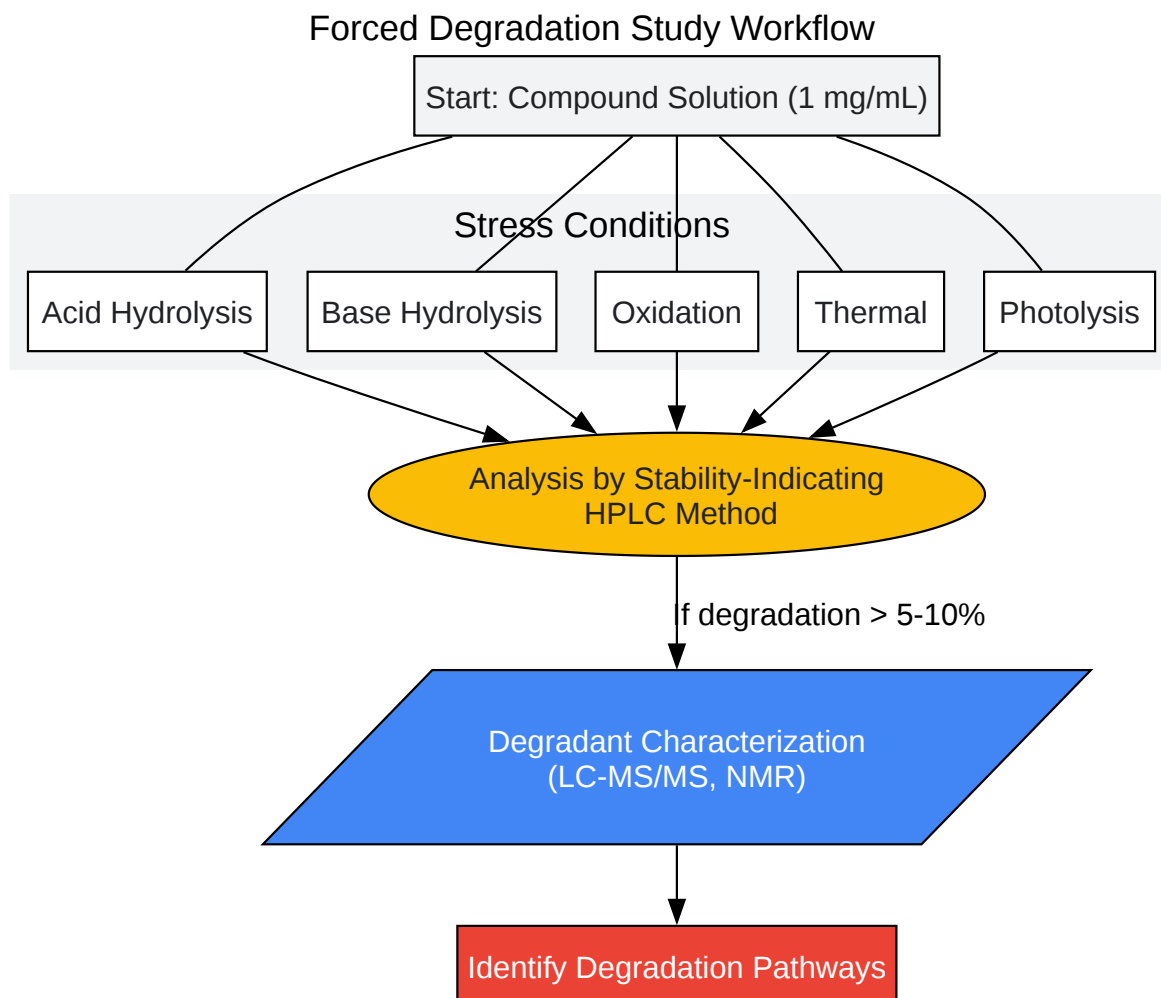 Forced Degradation Study Workflow
Start: Compound Solution (1 mg/mL)
Stress Conditions
Acid Hydrolysis
Base Hydrolysis
Oxidation
Thermal
Photolysis
Analysis by Stability-Indicating
HPLC Method
If degradation > 5-10%
Degradant Characterization
(LC-MS/MS, NMR)
Identify Degradation Pathways